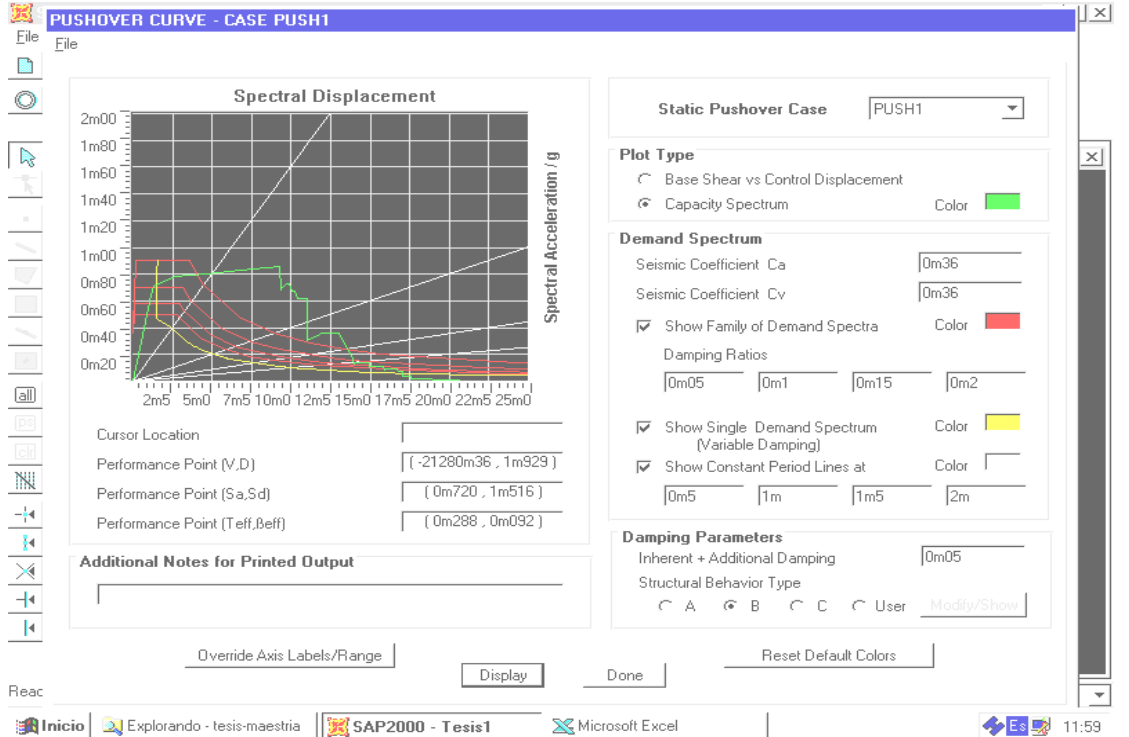 PUSHOVER CURVE - CASE PUSH1
File
File
Spectral Displacement
2m00
1m80
1m60
1m40
1m20
1m00
0m80
0m60
0m40
0m20
Spectral Acceleration / g
2m5 5m0 7m5 10m0 12m5 15m0 17m5 20m0 22m5 25m0
Cursor Location
Performance Point (V,D) (-21280m36 , 1m929 )
Performance Point (Sa,Sd) ( 0m720 , 1m516 )
Performance Point (Teff,βeff) ( 0m288 , 0m092 )
Additional Notes for Printed Output
Static Pushover Case PUSH1
Plot Type
Base Shear vs Control Displacement
Capacity Spectrum Color
Demand Spectrum
Seismic Coefficient Ca 0m36
Seismic Coefficient Cv 0m36
Show Family of Demand Spectra Color
Damping Ratios
0m05 0m1 0m15 0m2
Show Single Demand Spectrum Color
(Variable Damping)
Show Constant Period Lines at Color
0m5 1m 1m5 2m
Damping Parameters
Inherent + Additional Damping 0m05
Structural Behavior Type
A B C User Modify/Show
Override Axis Labels/Range
Reset Default Colors
Display Done
all
ps
clr
Reac
Inicio Explorando - tesis-maestria SAP2000 - Tesis1 Microsoft Excel Es 11:59